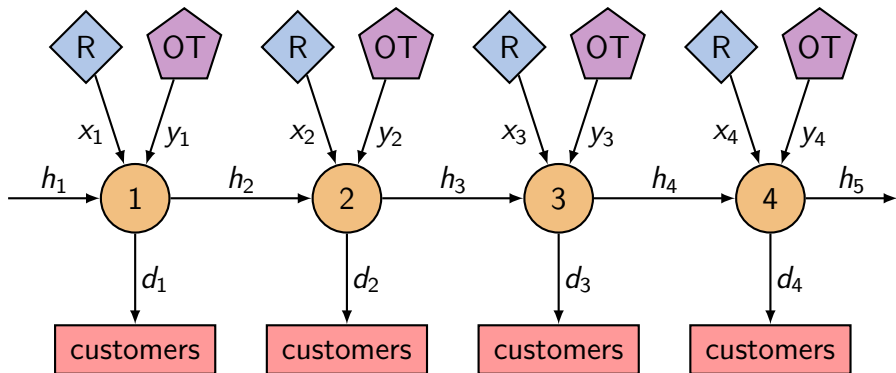 R OT R OT R OT R OT
x1 y1 x2 y2 x3 y3 x4 y4
h1 1 h2 2 h3 3 h4 4 h5
d1 d2 d3 d4
customers customers customers customers